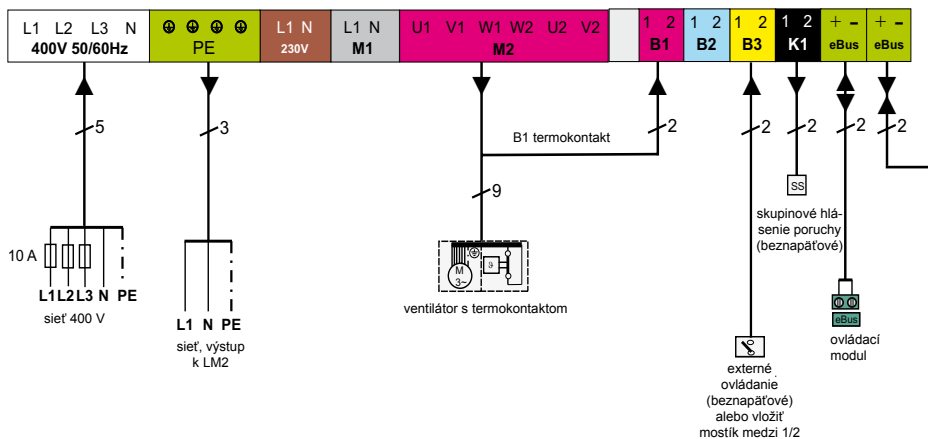 L1 L2 L3 N
400V 50/60Hz
PE
L1 N
230V
L1 N
M1
U1 V1 W1 W2 U2 V2
M2
1 2
B1
1 2
B2
1 2
B3
1 2
K1
+ -
eBus
+ -
eBus
5
3
B1 termokontakt
2
2
2
2
2
9
10 A
L1 L2 L3 N PE
sieť 400 V
L1 N PE
sieť, výstup
k LM2
M
3~
ϑ
ventilátor s termokontaktom
externé
ovládanie
(beznapäťové)
alebo vložiť
mostík medzi 1/2
SS
skupinové hlá-
senie poruchy
(beznapäťové)
eBus
ovládací
modul